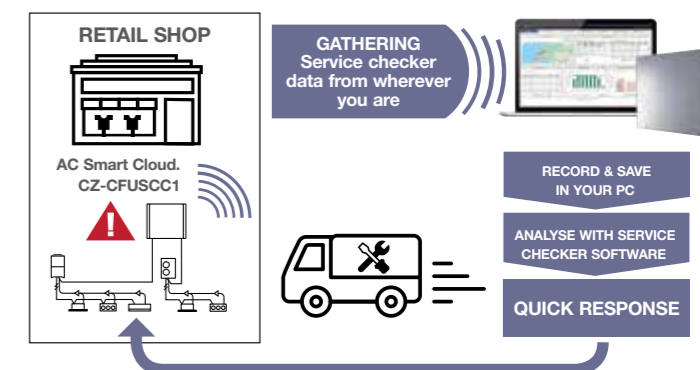 RETAIL SHOP
AC Smart Cloud.
CZ-CFUSCC1
GATHERING
Service checker
data from wherever
you are
RECORD & SAVE
IN YOUR PC
ANALYSE WITH SERVICE
CHECKER SOFTWARE
QUICK RESPONSE